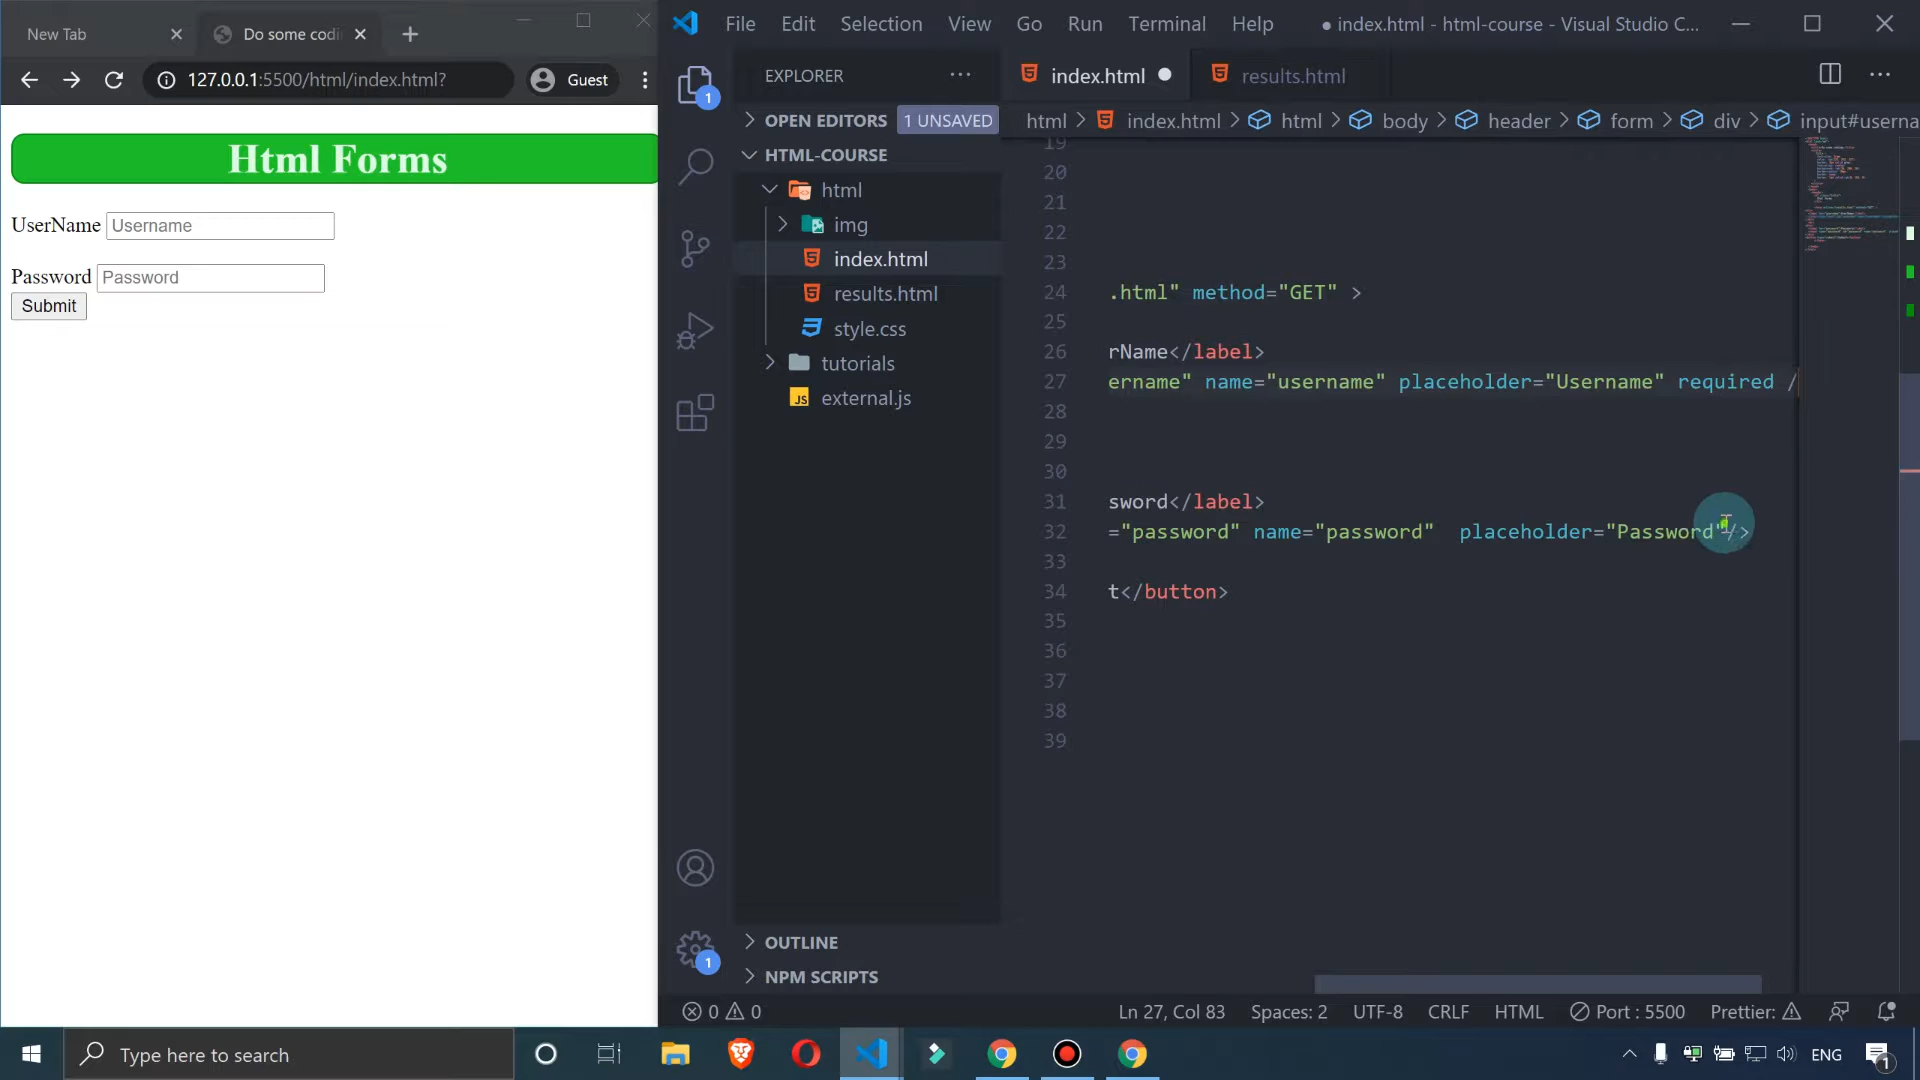 New Tab
Do some codi
127.0.0.1:5500/html/index.html?
Guest
Html Forms
UserName Username
Password Password
Submit
File Edit Selection View Go Run Terminal Help
● index.html - html-course - Visual Studio C...
1
EXPLORER
index.html
results.html
OPEN EDITORS
1 UNSAVED
html > index.html > html > body > header > form > div > input#userna
HTML-COURSE
html
img
index.html
results.html
style.css
tutorials
JS external.js
19
20
21
22
23
24 .html" method="GET" >
25
26 rName</label>
27 ername" name="username" placeholder="Username" required /
28
29
30
31 sword</label>
32 ="password" name="password"  placeholder="Password"/>
33
34 t</button>
35
36
37
38
39
OUTLINE
1
NPM SCRIPTS
0 0
Ln 27, Col 83
Spaces: 2
UTF-8
CRLF
HTML
Port : 5500
Prettier:
Type here to search
ENG
1